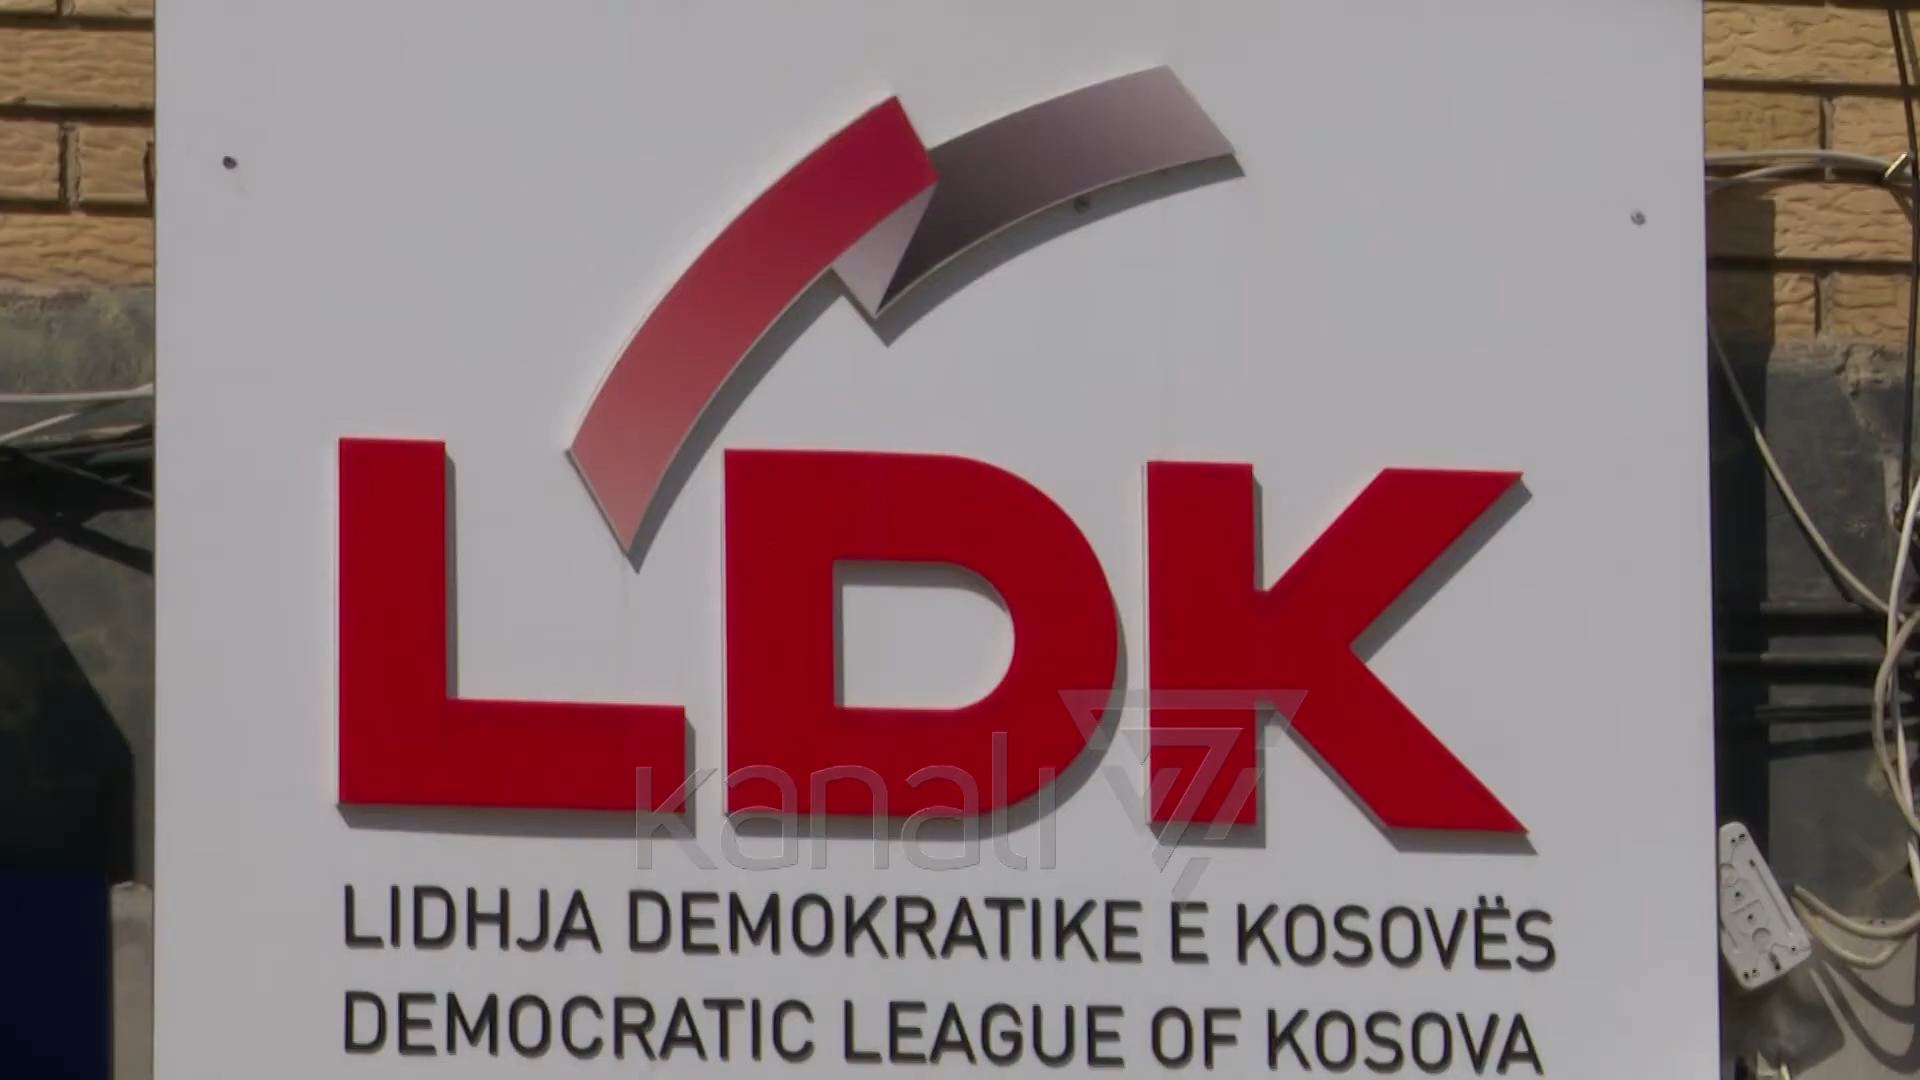 LDK
kanali 7
LIDHJA DEMOKRATIKE E KOSOVËS
DEMOCRATIC LEAGUE OF KOSOVA